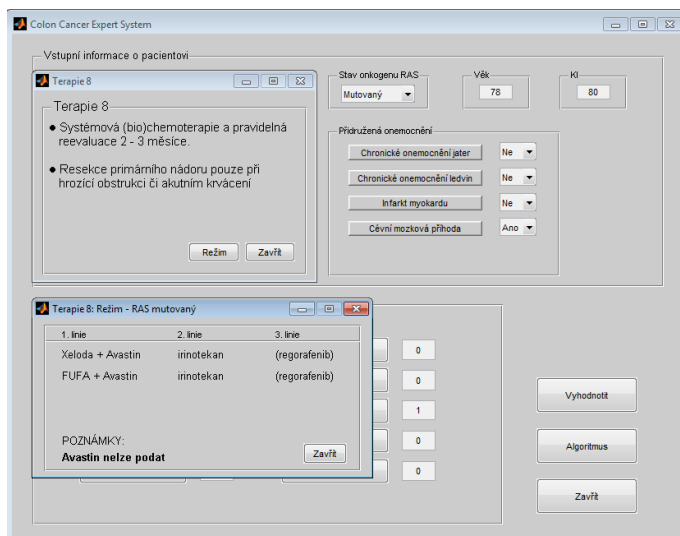 Colon Cancer Expert System
Vstupní informace o pacientovi
Terapie 8
Terapie 8
• Systémová (bio)chemoterapie a pravidelná
reevaluace 2 - 3 měsíce.
• Resekce primárního nádoru pouze při
hrozící obstrukci či akutním krvácení
Režim Zavřít
Stav onkogenu RAS Věk KI
Mutovaný 78 80
Přidružená onemocnění
Chronické onemocnění jater Ne
Chronické onemocnění ledvin Ne
Infarkt myokardu Ne
Cévní mozková příhoda Ano
Terapie 8: Režim - RAS mutovaný
1. linie 2. linie 3. linie
Xeloda + Avastin irinotekan (regorafenib)
FUFA + Avastin irinotekan (regorafenib)
POZNÁMKY:
Avastin nelze podat
Zavřít
0
0
1
0
0
Vyhodnotit
Algoritmus
Zavřít